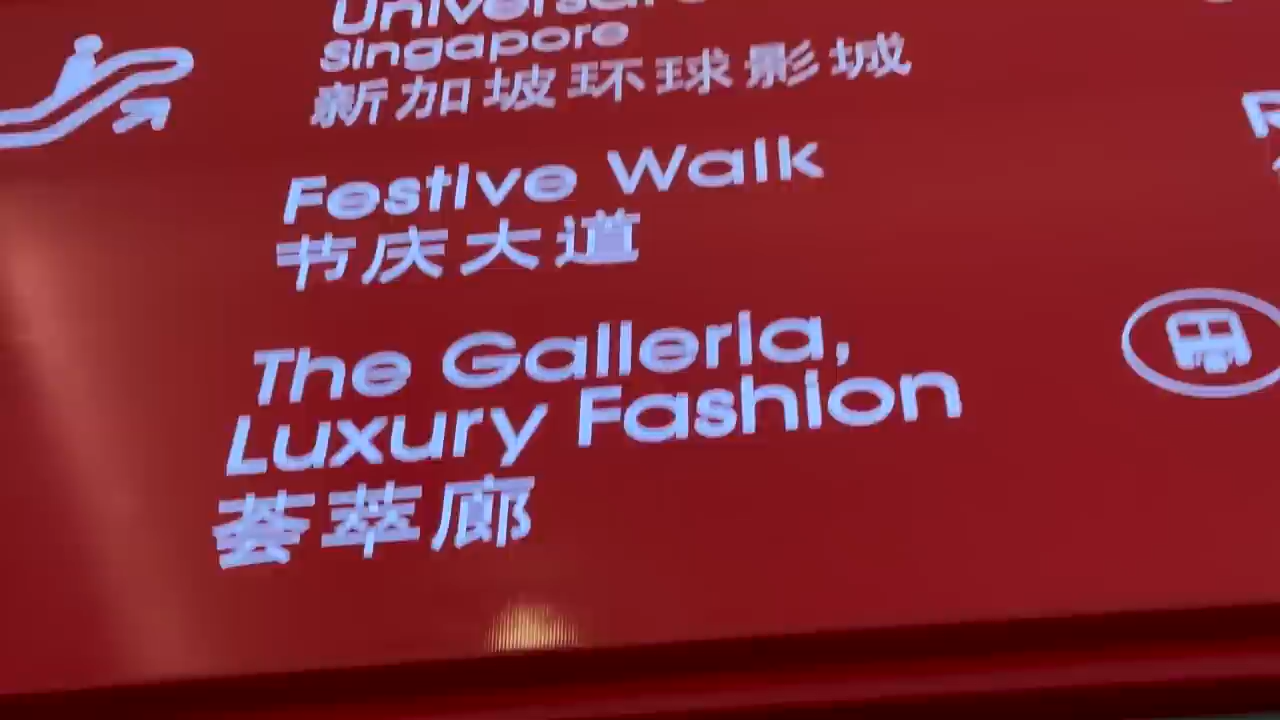 Singapore
新加坡环球影城
Festive Walk
节庆大道
The Galleria,
Luxury Fashion
荟萃廊